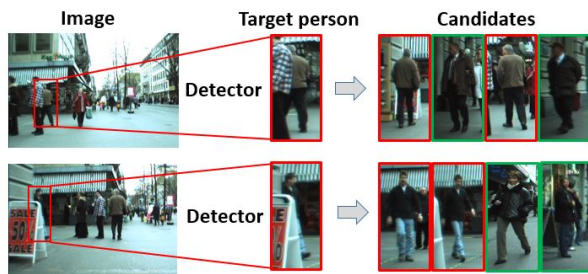 Image Target person Candidates
Detector
Detector
SALE
50%
SALE